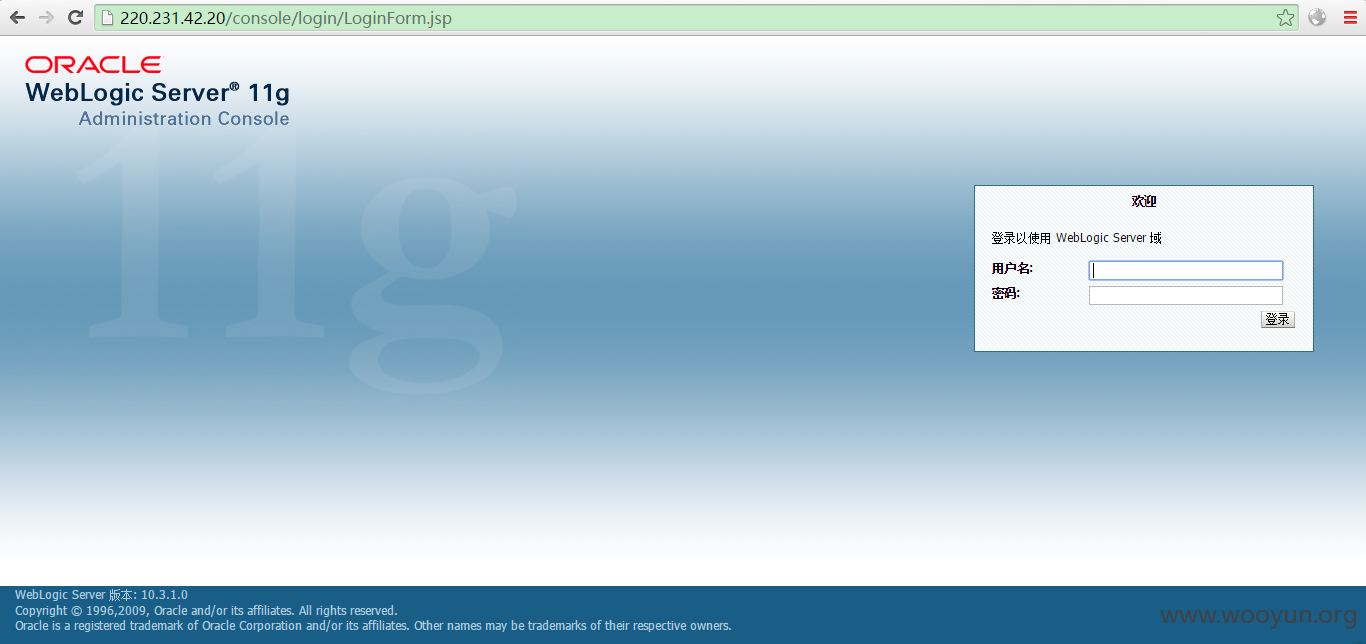 220.231.42.20/console/login/LoginForm.jsp
ORACLE
WebLogic Server® 11g
Administration Console
11g
欢迎
登录以使用 WebLogic Server 域
用户名:
密码:
登录
WebLogic Server 版本: 10.3.1.0
Copyright © 1996,2009, Oracle and/or its affiliates. All rights reserved.
Oracle is a registered trademark of Oracle Corporation and/or its affiliates. Other names may be trademarks of their respective owners.
www.wooyun.org